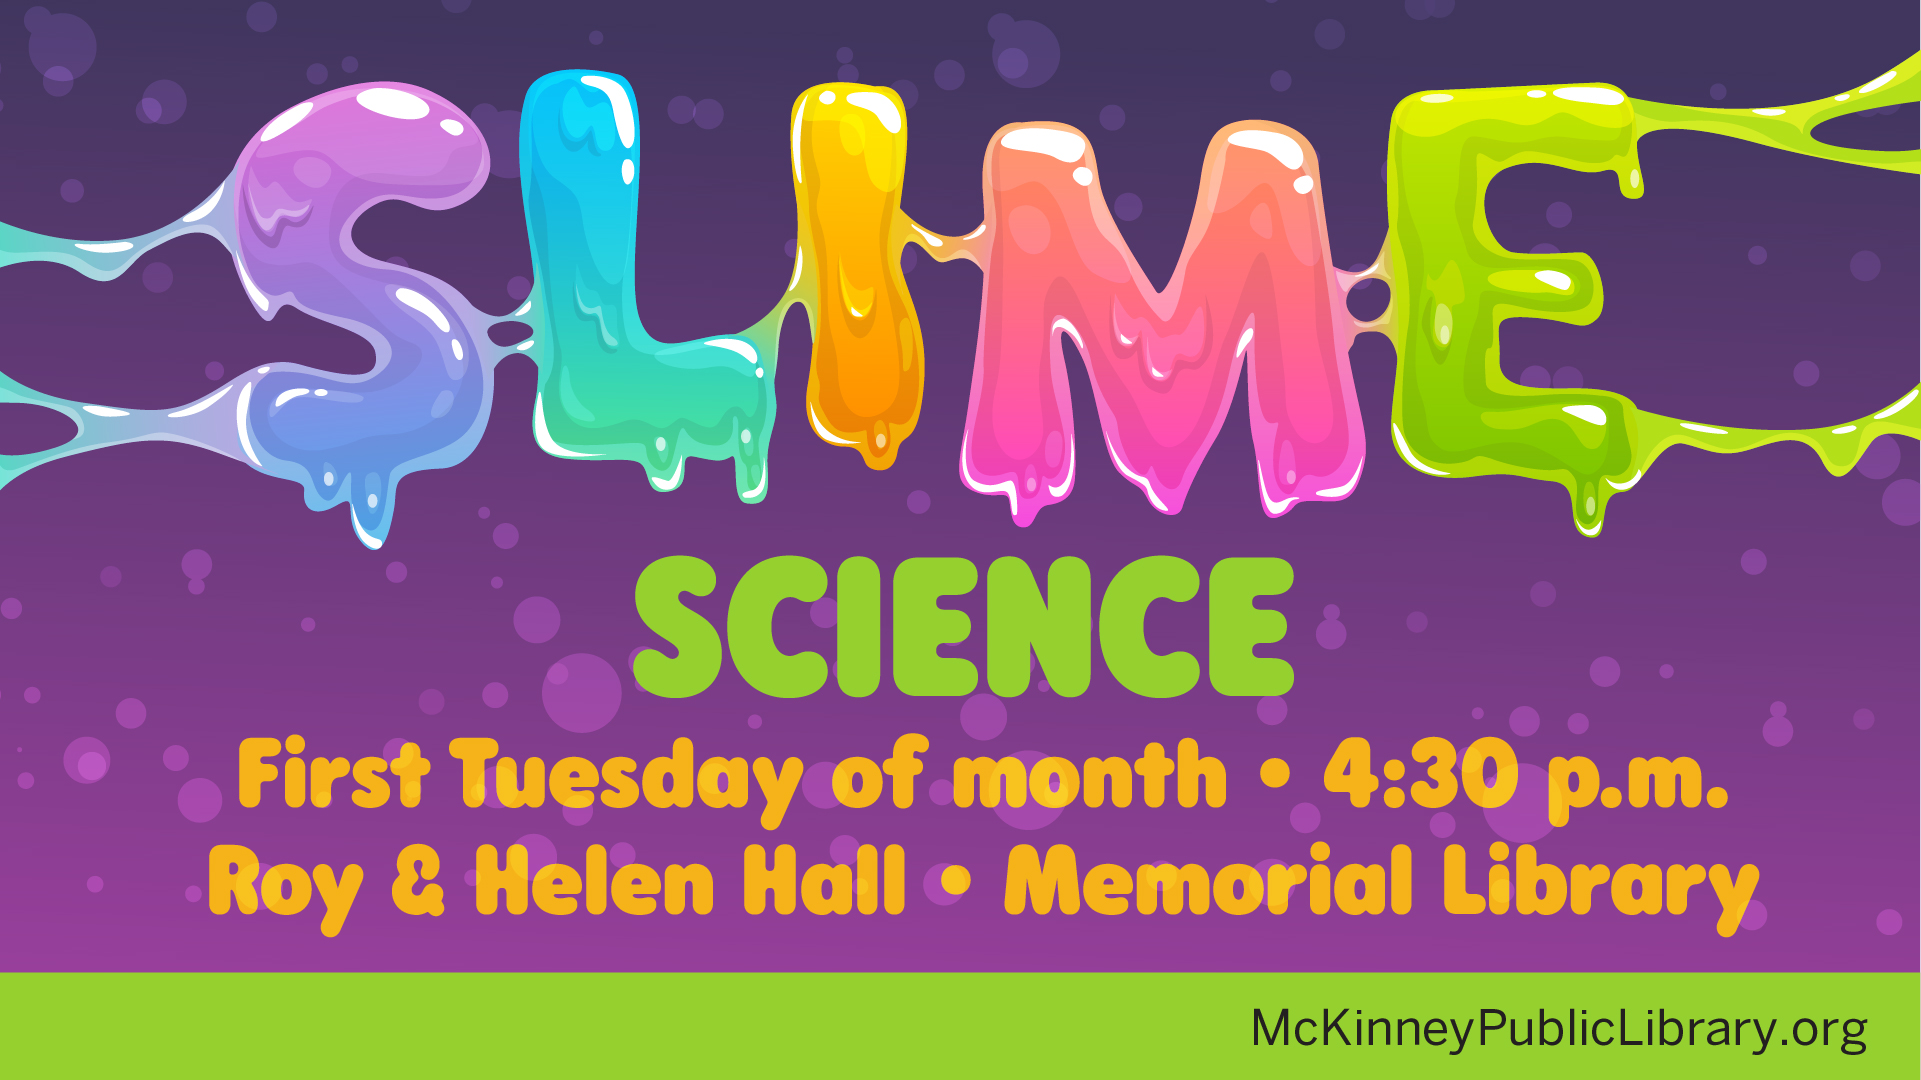 SLIME
SCIENCE
First Tuesday of month • 4:30 p.m.
Roy & Helen Hall • Memorial Library
McKinneyPublicLibrary.org